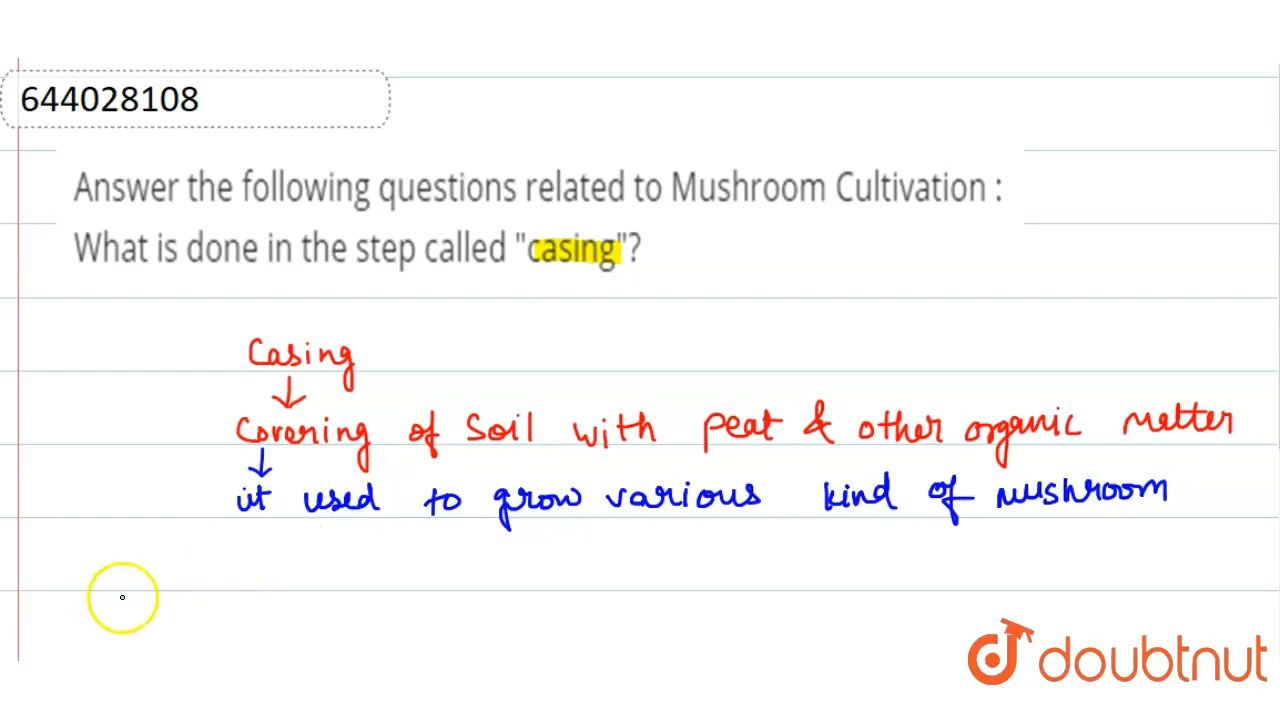 644028108
Answer the following questions related to Mushroom Cultivation :
What is done in the step called "casing"?
Casing
↓
Covering of Soil with peat & other organic metter
↓
it used to grow various kind of mushroom
doubtnut